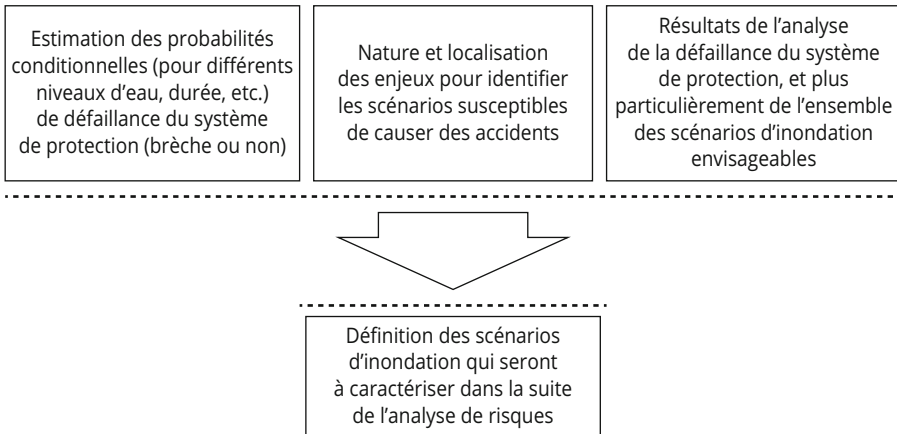 Estimation des probabilités
conditionnelles (pour différents
niveaux d’eau, durée, etc.)
de défaillance du système
de protection (brèche ou non)
Nature et localisation
des enjeux pour identifier
les scénarios susceptibles
de causer des accidents
Résultats de l’analyse
de la défaillance du système
de protection, et plus
particulièrement de l’ensemble
des scénarios d’inondation
envisageables
Définition des scénarios
d’inondation qui seront
à caractériser dans la suite
de l’analyse de risques